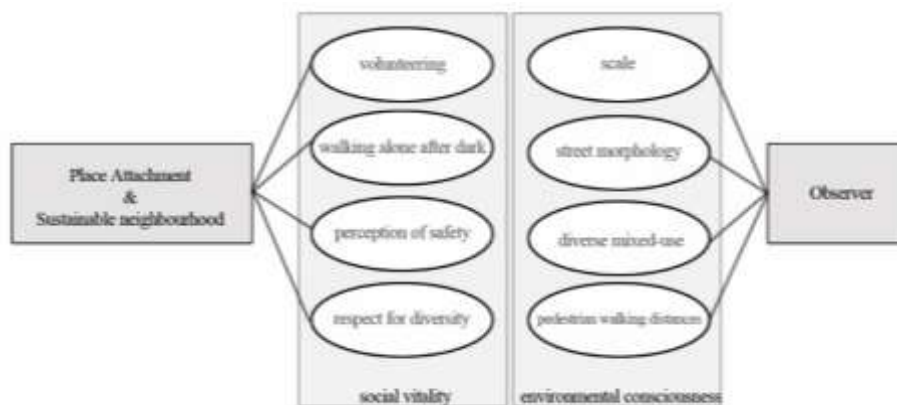 volunteering
scale
walking alone after dark
street morphology
Place Attachment
&
Sustainable neighbourhood
Observer
perception of safety
diverse mixed-use
respect for diversity
pedestrian walking distances
social vitality
environmental consciousness